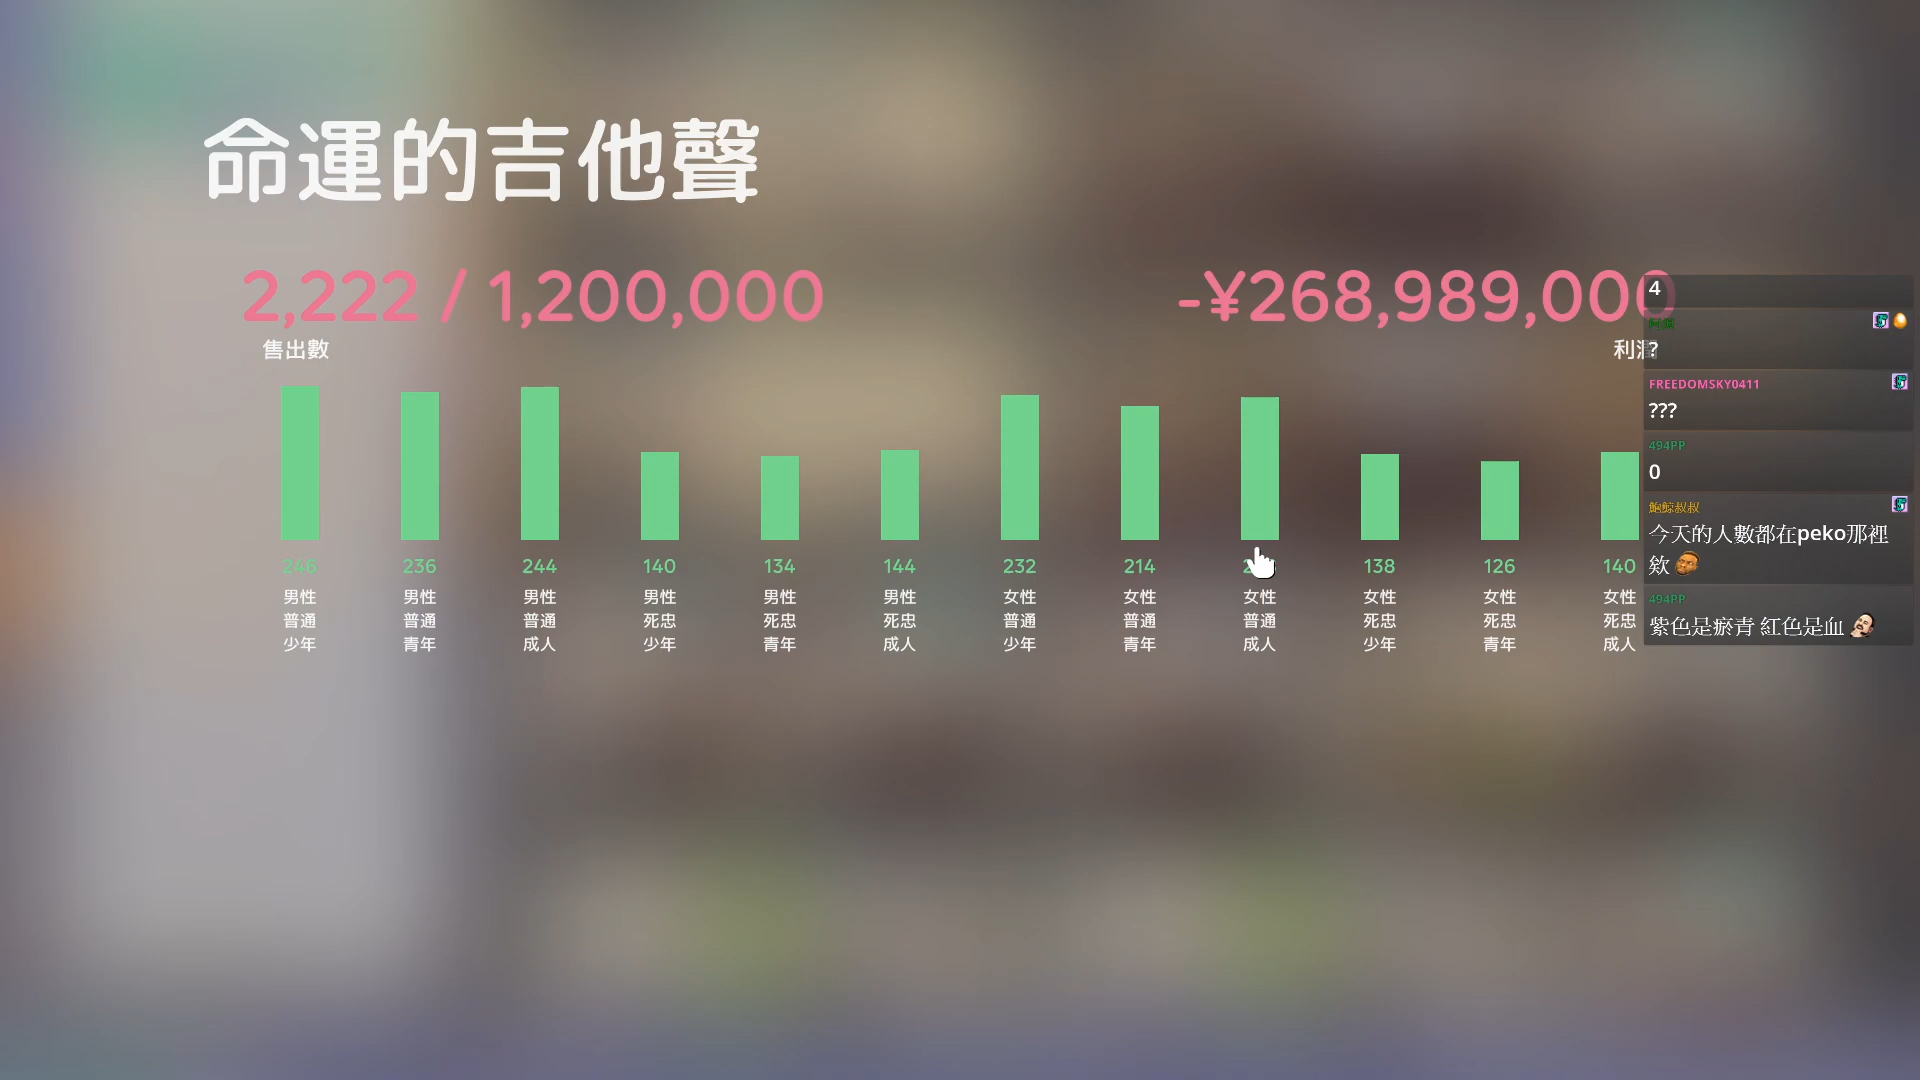 命運的吉他聲
2,222 / 1,200,000
-¥268,989,000
售出數
利潤
246
236
244
140
134
144
232
214
138
126
140
男性
普通
少年
男性
普通
青年
男性
普通
成人
男性
死忠
少年
男性
死忠
青年
男性
死忠
成人
女性
普通
少年
女性
普通
青年
女性
普通
成人
女性
死忠
少年
女性
死忠
青年
女性
死忠
成人
4
?
FREEDOMSKY0411
???
494PP
0
鮑鯨叔叔
今天的人數都在peko那裡
欸
494PP
紫色是瘀青 紅色是血